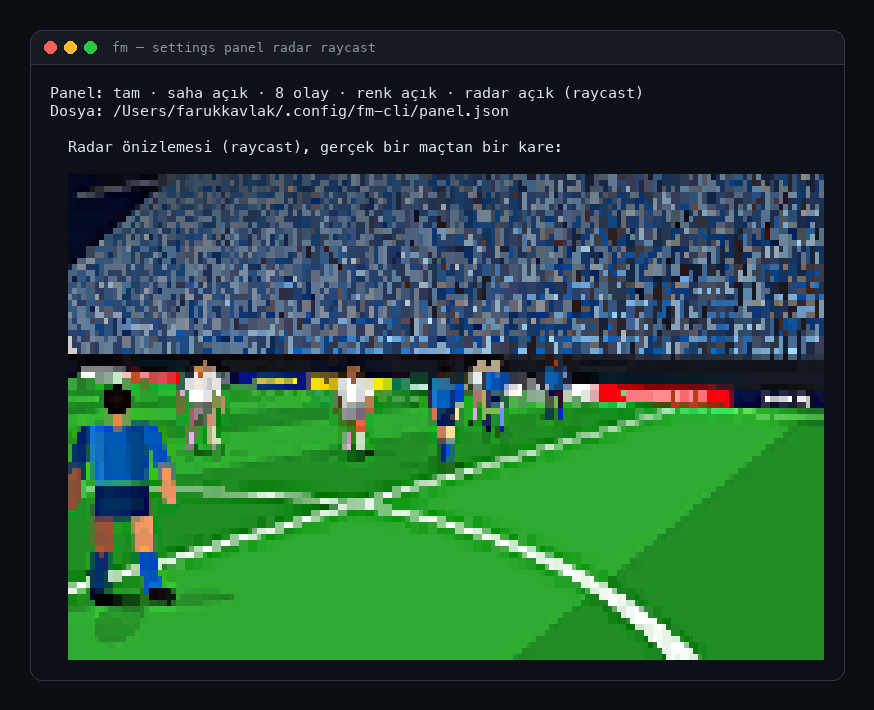 fm — settings panel radar raycast
Panel: tam · saha açık · 8 olay · renk açık · radar açık (raycast)
Dosya: /Users/farukkavlak/.config/fm-cli/panel.json
Radar önizlemesi (raycast), gerçek bir maçtan bir kare: